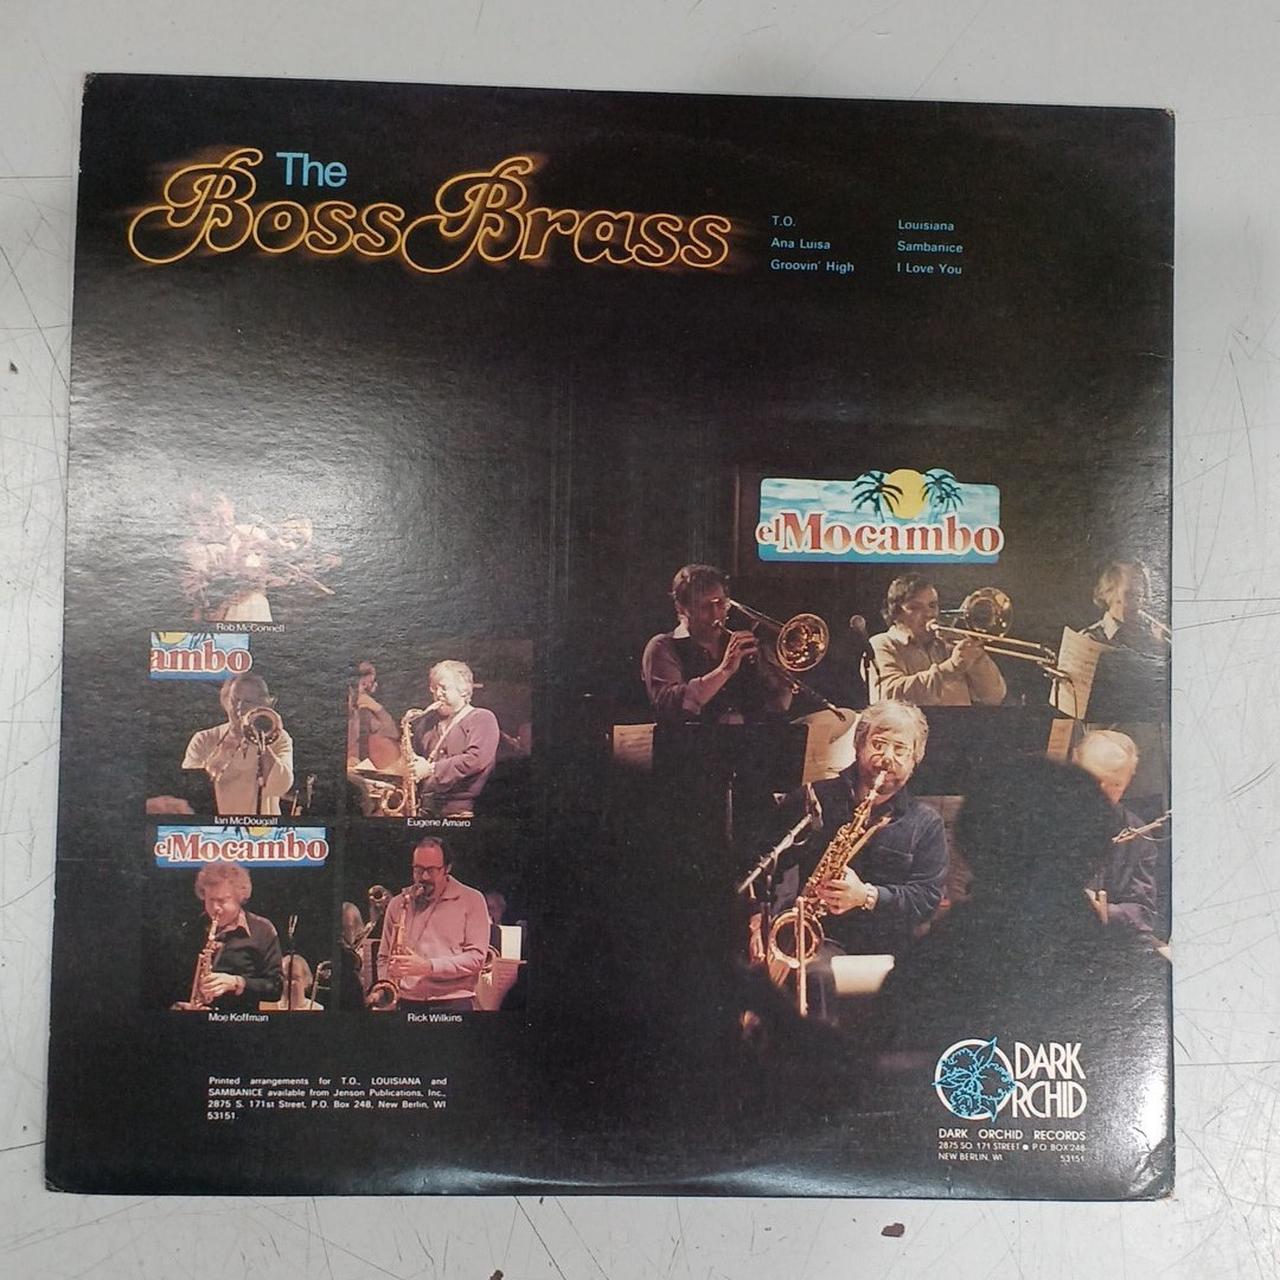 The
Boss Brass
T.O.
Ana Luisa
Groovin' High
Louisiana
Sambanice
I Love You
el Mocambo
Rob McConnell
ambo
Ian McDougall
Eugene Amaro
el Mocambo
Moe Koffman
Rick Wilkins
Printed arrangements for T.O., LOUISIANA and
SAMBANICE available from Jenson Publications, Inc.,
2875 S. 171st Street, P.O. Box 248, New Berlin, WI
53151.
DARK
ORCHID
DARK ORCHID RECORDS
2875 SO. 171 STREET • P.O. BOX 248
NEW BERLIN, WI 53151